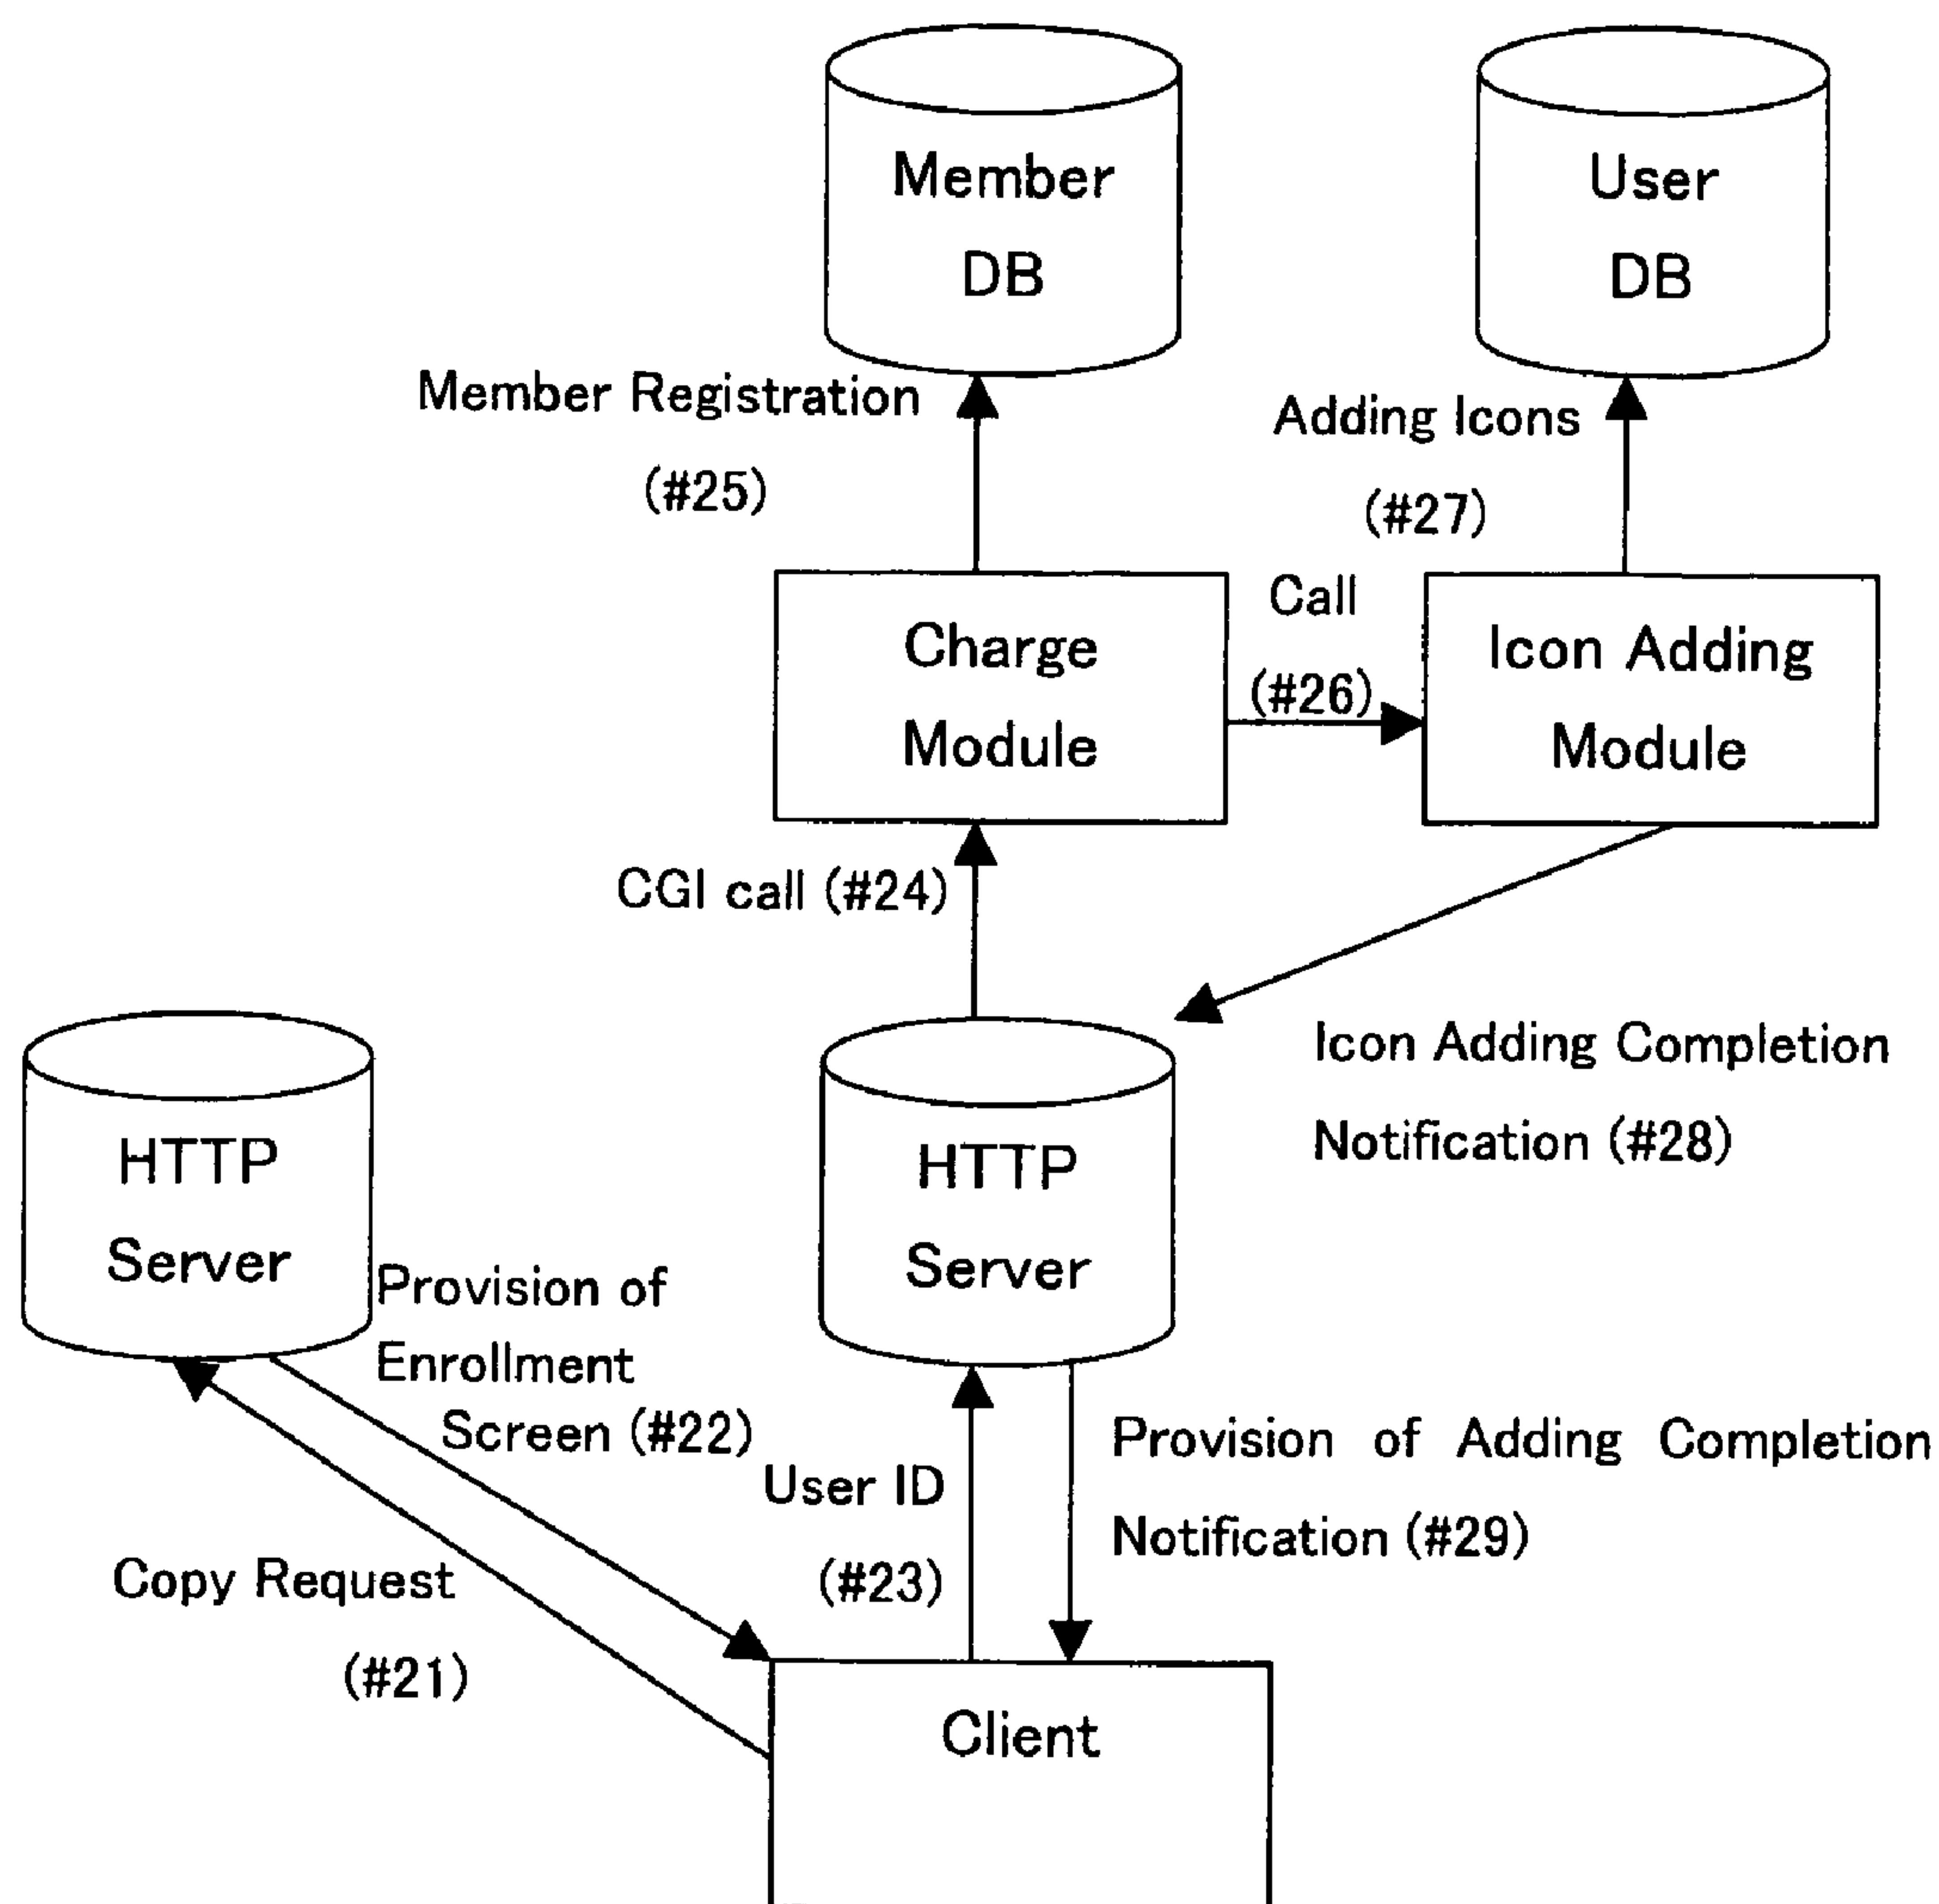 Member
DB
User
DB
Member Registration
(#25)
Adding Icons
(#27)
Charge
Module
Call
(#26)
Icon Adding
Module
CGI call (#24)
Icon Adding Completion
Notification (#28)
HTTP
Server
HTTP
Server
Provision of
Enrollment
Screen (#22)
User ID
(#23)
Provision of Adding Completion
Notification (#29)
Copy Request
(#21)
Client